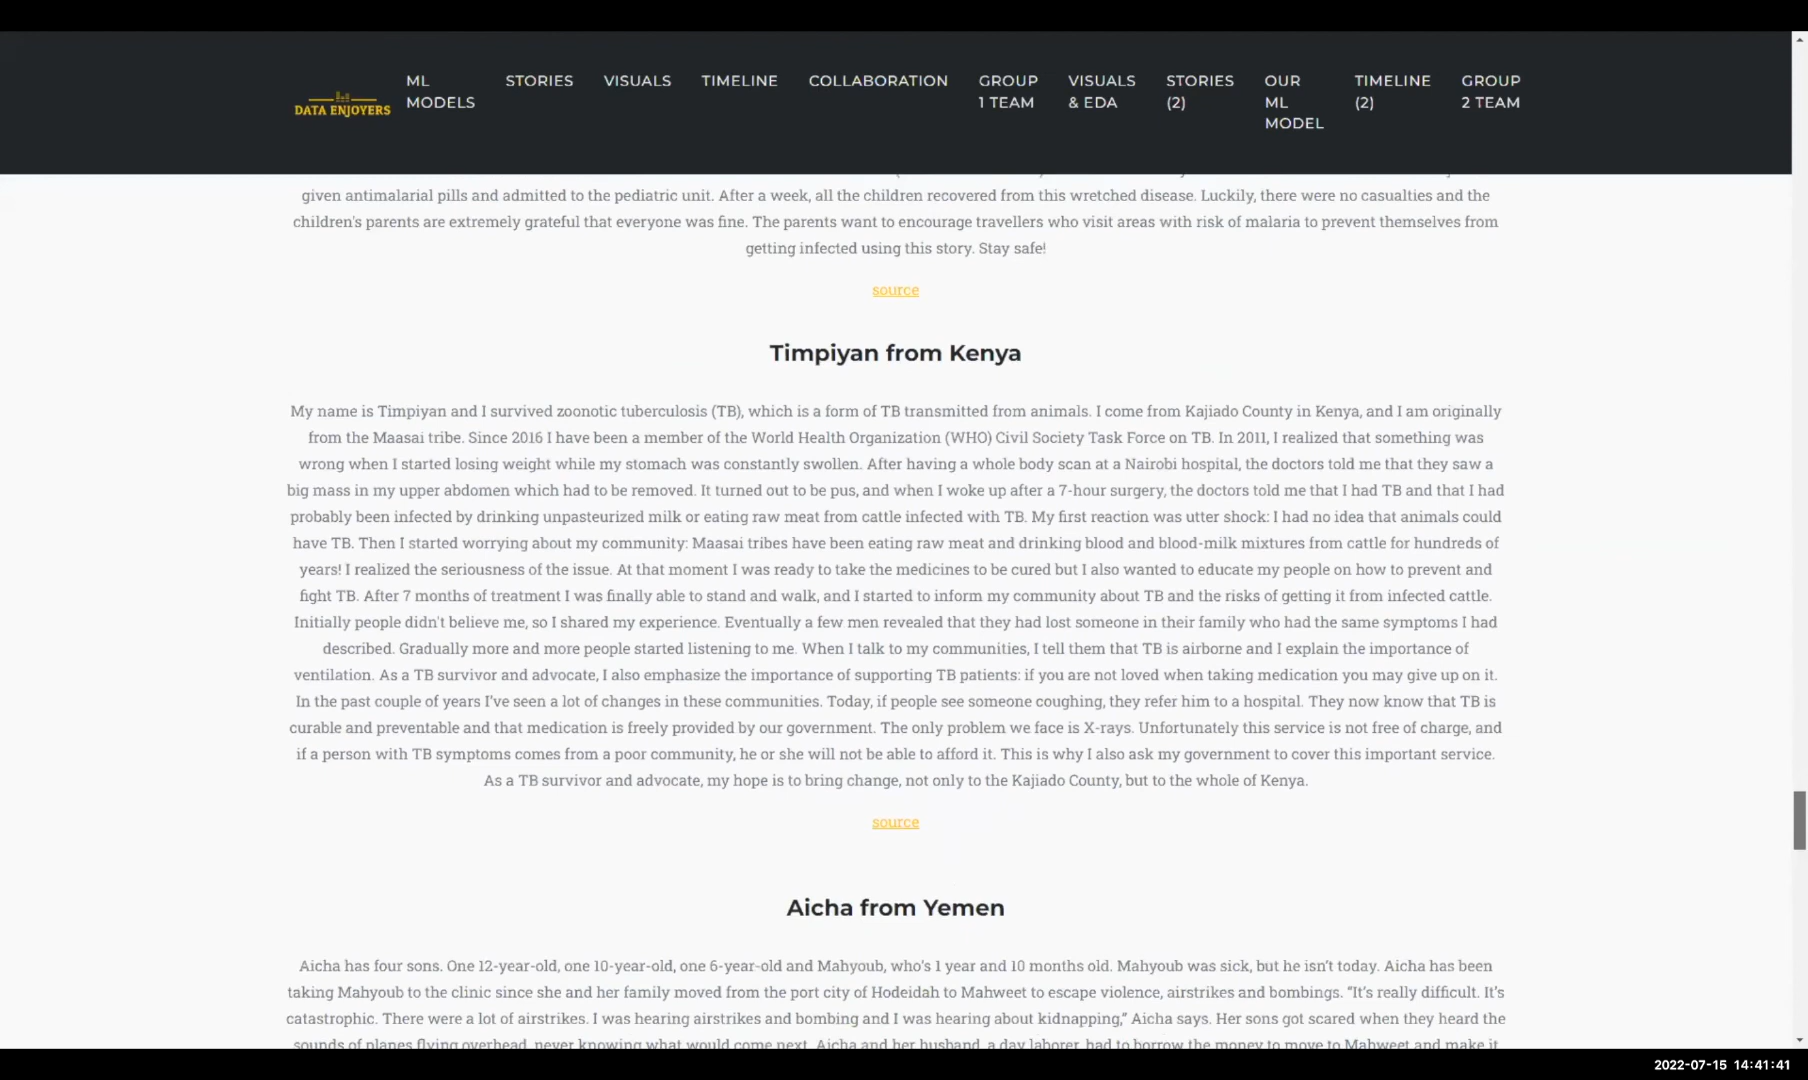 DATA ENJOYERS
ML
MODELS
STORIES
VISUALS
TIMELINE
COLLABORATION
GROUP
1 TEAM
VISUALS
& EDA
STORIES
(2)
OUR
ML
MODEL
TIMELINE
(2)
GROUP
2 TEAM
given antimalarial pills and admitted to the pediatric unit. After a week, all the children recovered from this wretched disease. Luckily, there were no casualties and the
children's parents are extremely grateful that everyone was fine. The parents want to encourage travellers who visit areas with risk of malaria to prevent themselves from
getting infected using this story. Stay safe!
source
Timpiyan from Kenya
My name is Timpiyan and I survived zoonotic tuberculosis (TB), which is a form of TB transmitted from animals. I come from Kajiado County in Kenya, and I am originally
from the Maasai tribe. Since 2016 I have been a member of the World Health Organization (WHO) Civil Society Task Force on TB. In 2011, I realized that something was
wrong when I started losing weight while my stomach was constantly swollen. After having a whole body scan at a Nairobi hospital, the doctors told me that they saw a
big mass in my upper abdomen which had to be removed. It turned out to be pus, and when I woke up after a 7-hour surgery, the doctors told me that I had TB and that I had
probably been infected by drinking unpasteurized milk or eating raw meat from cattle infected with TB. My first reaction was utter shock: I had no idea that animals could
have TB. Then I started worrying about my community: Maasai tribes have been eating raw meat and drinking blood and blood-milk mixtures from cattle for hundreds of
years! I realized the seriousness of the issue. At that moment I was ready to take the medicines to be cured but I also wanted to educate my people on how to prevent and
fight TB. After 7 months of treatment I was finally able to stand and walk, and I started to inform my community about TB and the risks of getting it from infected cattle.
Initially people didn't believe me, so I shared my experience. Eventually a few men revealed that they had lost someone in their family who had the same symptoms I had
described. Gradually more and more people started listening to me. When I talk to my communities, I tell them that TB is airborne and I explain the importance of
ventilation. As a TB survivor and advocate, I also emphasize the importance of supporting TB patients: if you are not loved when taking medication you may give up on it.
In the past couple of years I've seen a lot of changes in these communities. Today, if people see someone coughing, they refer him to a hospital. They now know that TB is
curable and preventable and that medication is freely provided by our government. The only problem we face is X-rays. Unfortunately this service is not free of charge, and
if a person with TB symptoms comes from a poor community, he or she will not be able to afford it. This is why I also ask my government to cover this important service.
As a TB survivor and advocate, my hope is to bring change, not only to the Kajiado County, but to the whole of Kenya.
source
Aicha from Yemen
Aicha has four sons. One 12-year-old, one 10-year-old, one 6-year-old and Mahyoub, who's 1 year and 10 months old. Mahyoub was sick, but he isn't today. Aicha has been
taking Mahyoub to the clinic since she and her family moved from the port city of Hodeidah to Mahweet to escape violence, airstrikes and bombings. “It's really difficult. It's
catastrophic. There were a lot of airstrikes. I was hearing airstrikes and bombing and I was hearing about kidnapping,” Aicha says. Her sons got scared when they heard the
sounds of planes flying overhead, never knowing what would come next. Aicha and her husband, a day laborer, had to borrow the money to move to Mahweet and make it
2022-07-15 14:41:41